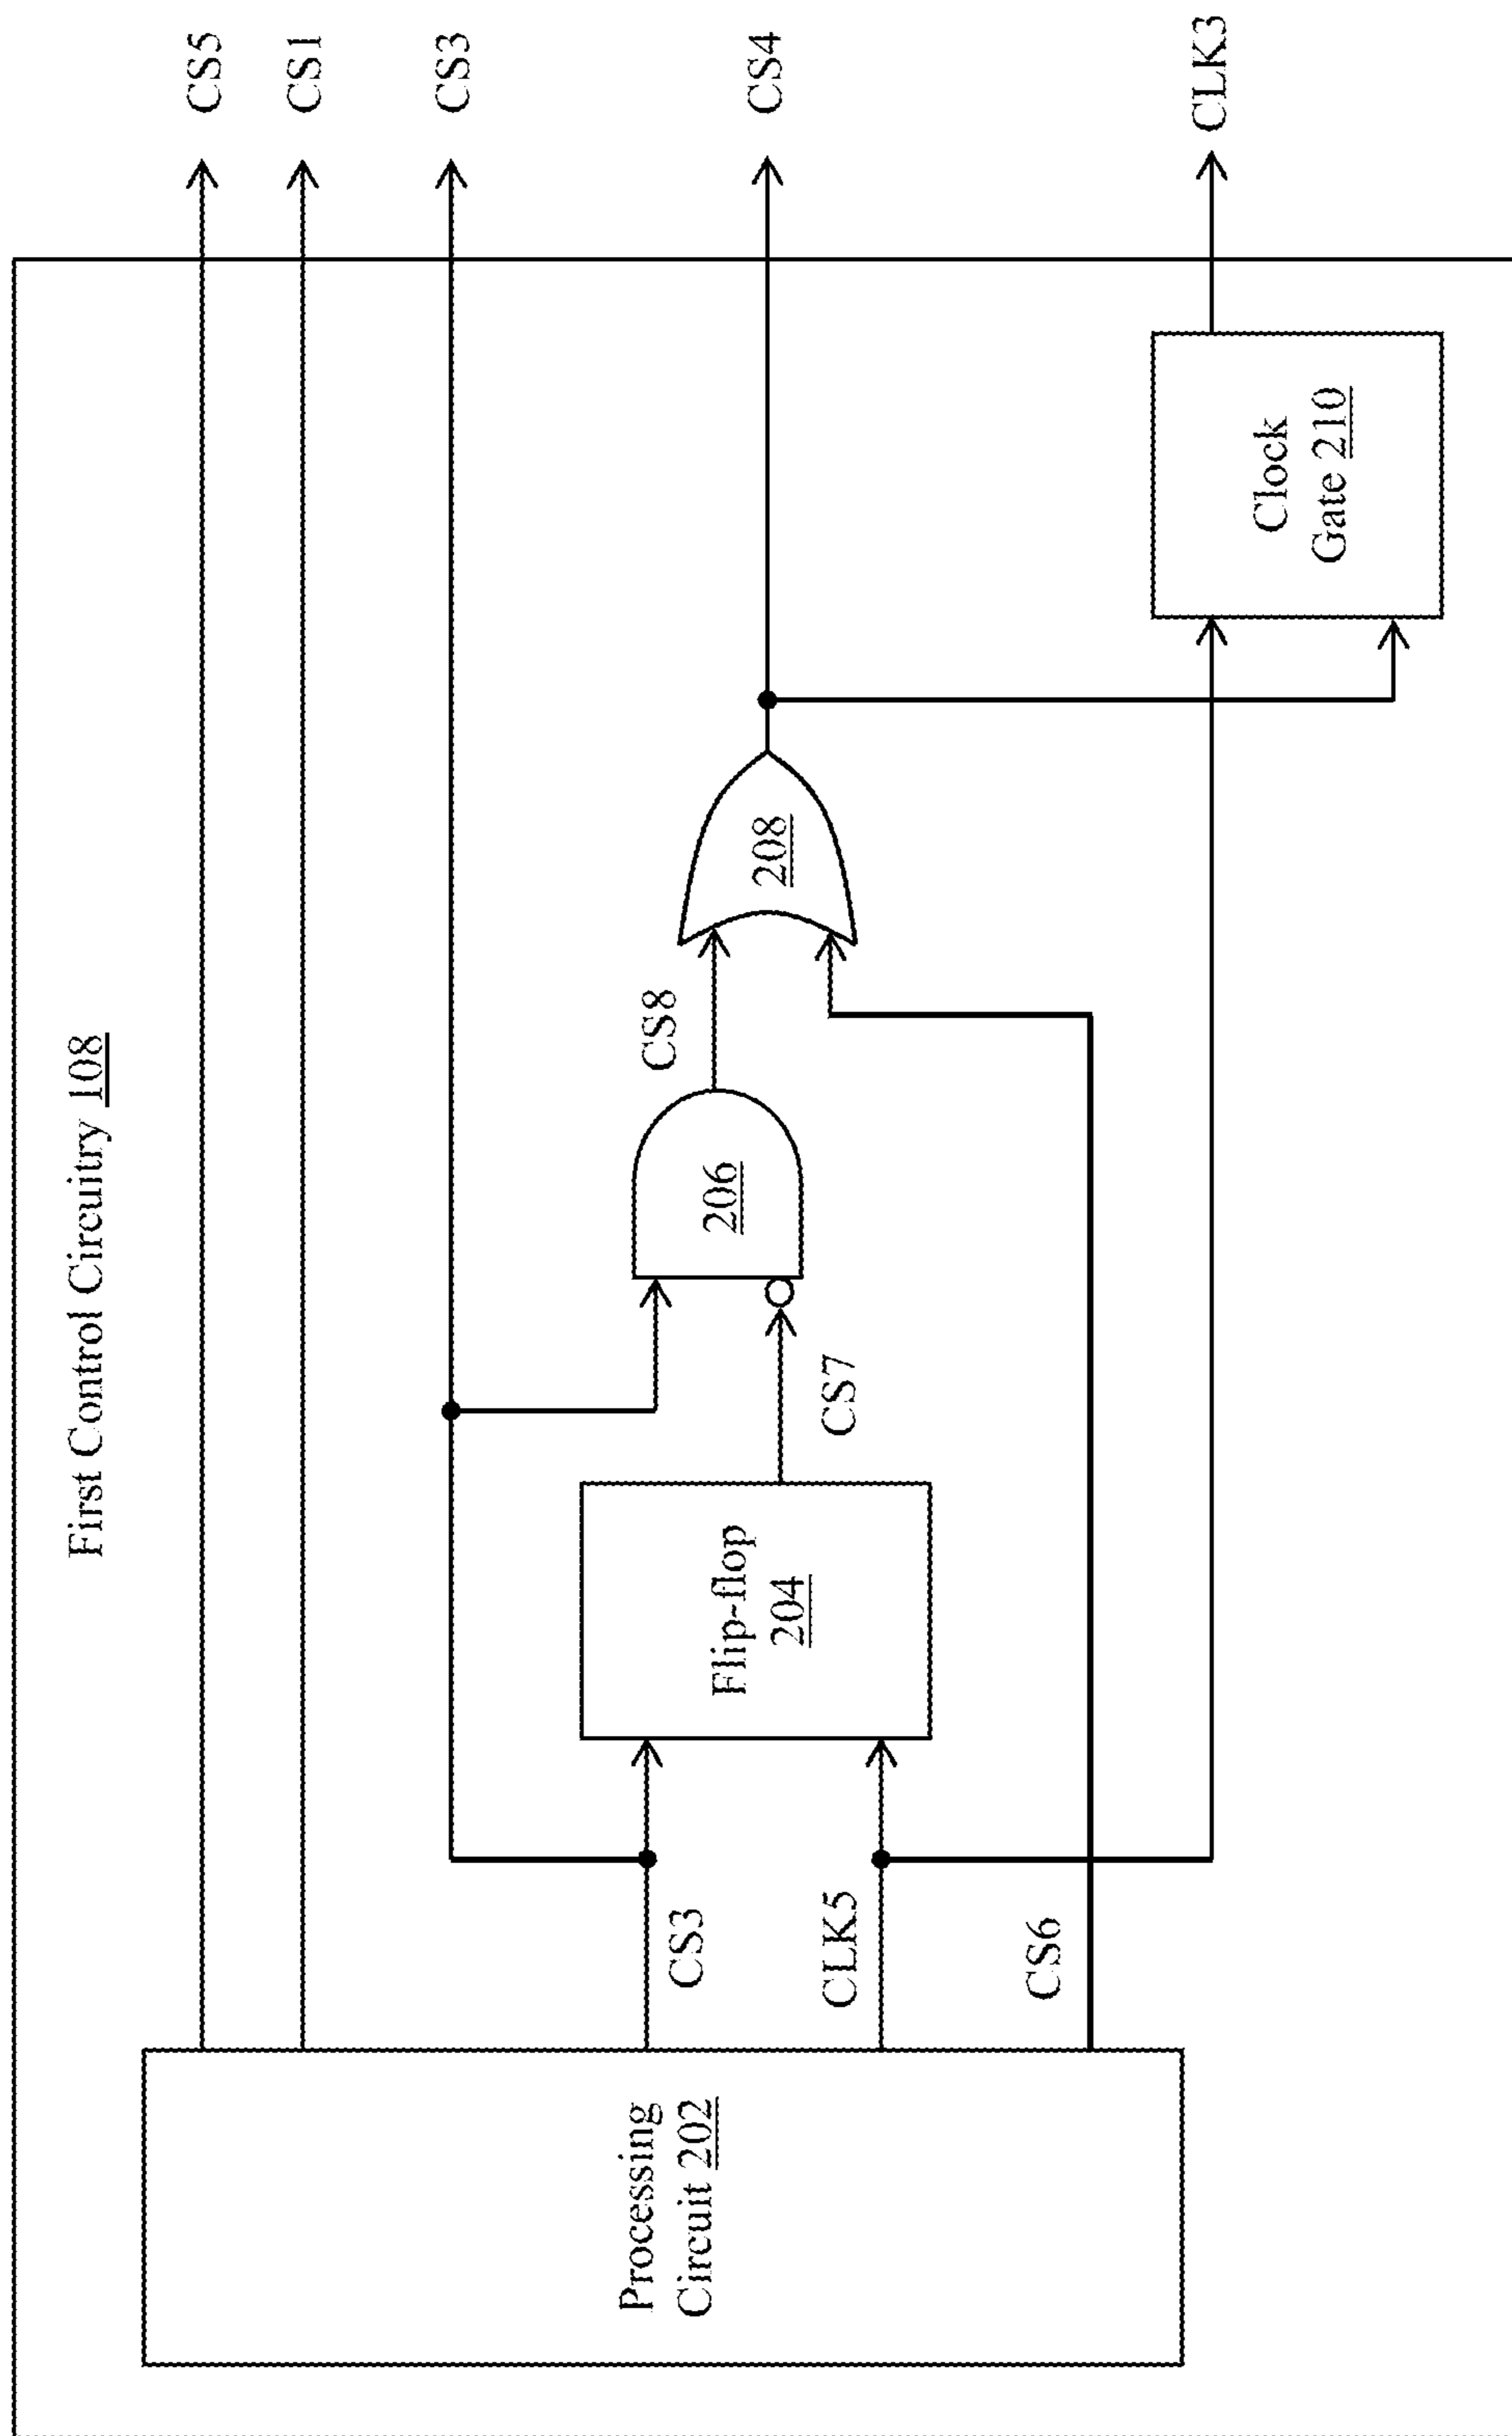 First Control Circuitry 108
CS5
CS1
CS3
CS4
CLK3
Processing
Circuit 202
CS3
CLK5
CS6
Flip-flop
204
CS7
206
CS8
208
Clock
Gate 210